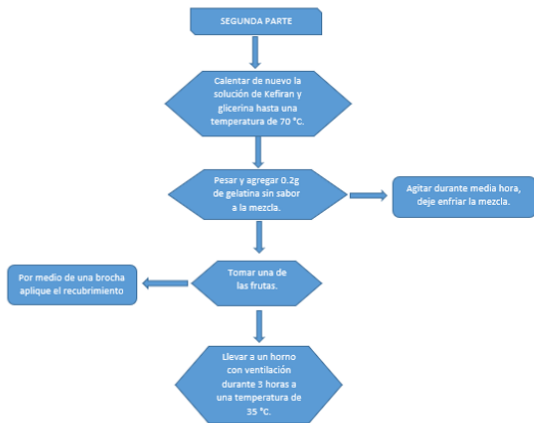 SEGUNDA PARTE
Calentar de nuevo la
solución de Kefiran y
glicerina hasta una
temperatura de 70 °C.
Pesar y agregar 0.2g
de gelatina sin sabor
a la mezcla.
Agitar durante media hora,
deje enfriar la mezcla.
Tomar una de
las frutas.
Por medio de una brocha
aplique el recubrimiento
Llevar a un horno
con ventilación
durante 3 horas a
una temperatura de
35 °C.